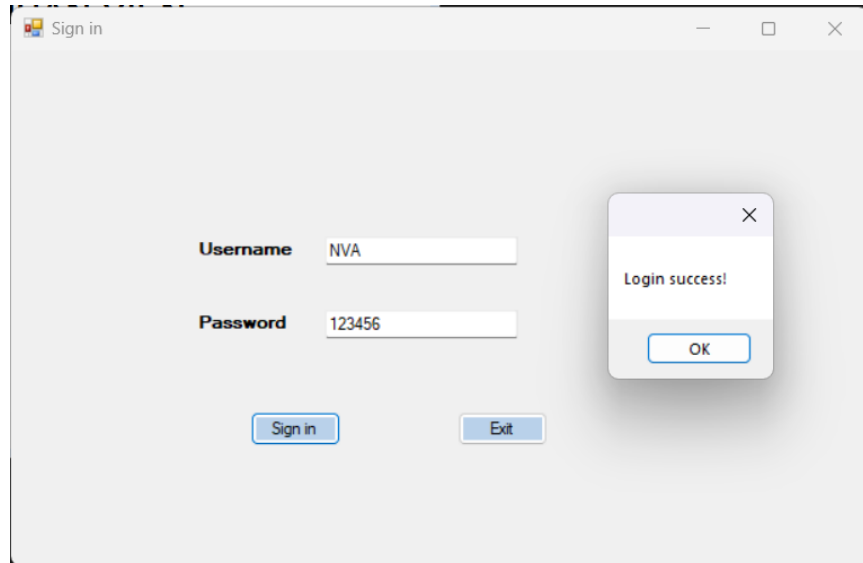 Sign in
Username NVA
Login success!
Password 123456
OK
Sign in Exit